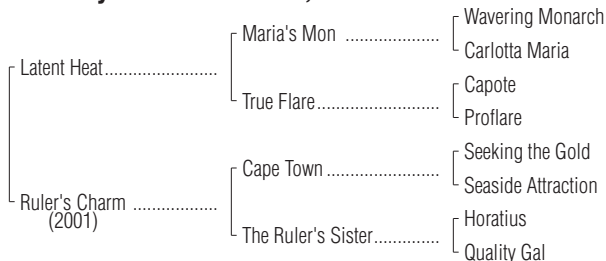 Wavering Monarch
Maria's Mon ..................
Carlotta Maria
Latent Heat......................
Capote
True Flare.......................
Proflare
Seeking the Gold
Cape Town .....................
Seaside Attraction
Ruler's Charm .................
(2001)
Horatius
The Ruler's Sister............
Quality Gal